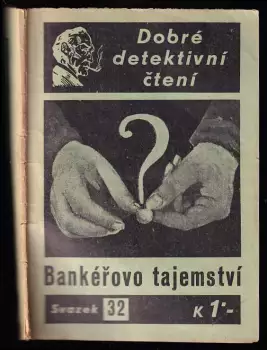 Dobré
detektivní
čtení
?
Bankéřovo tajemství
Svazek 32
K 1·-